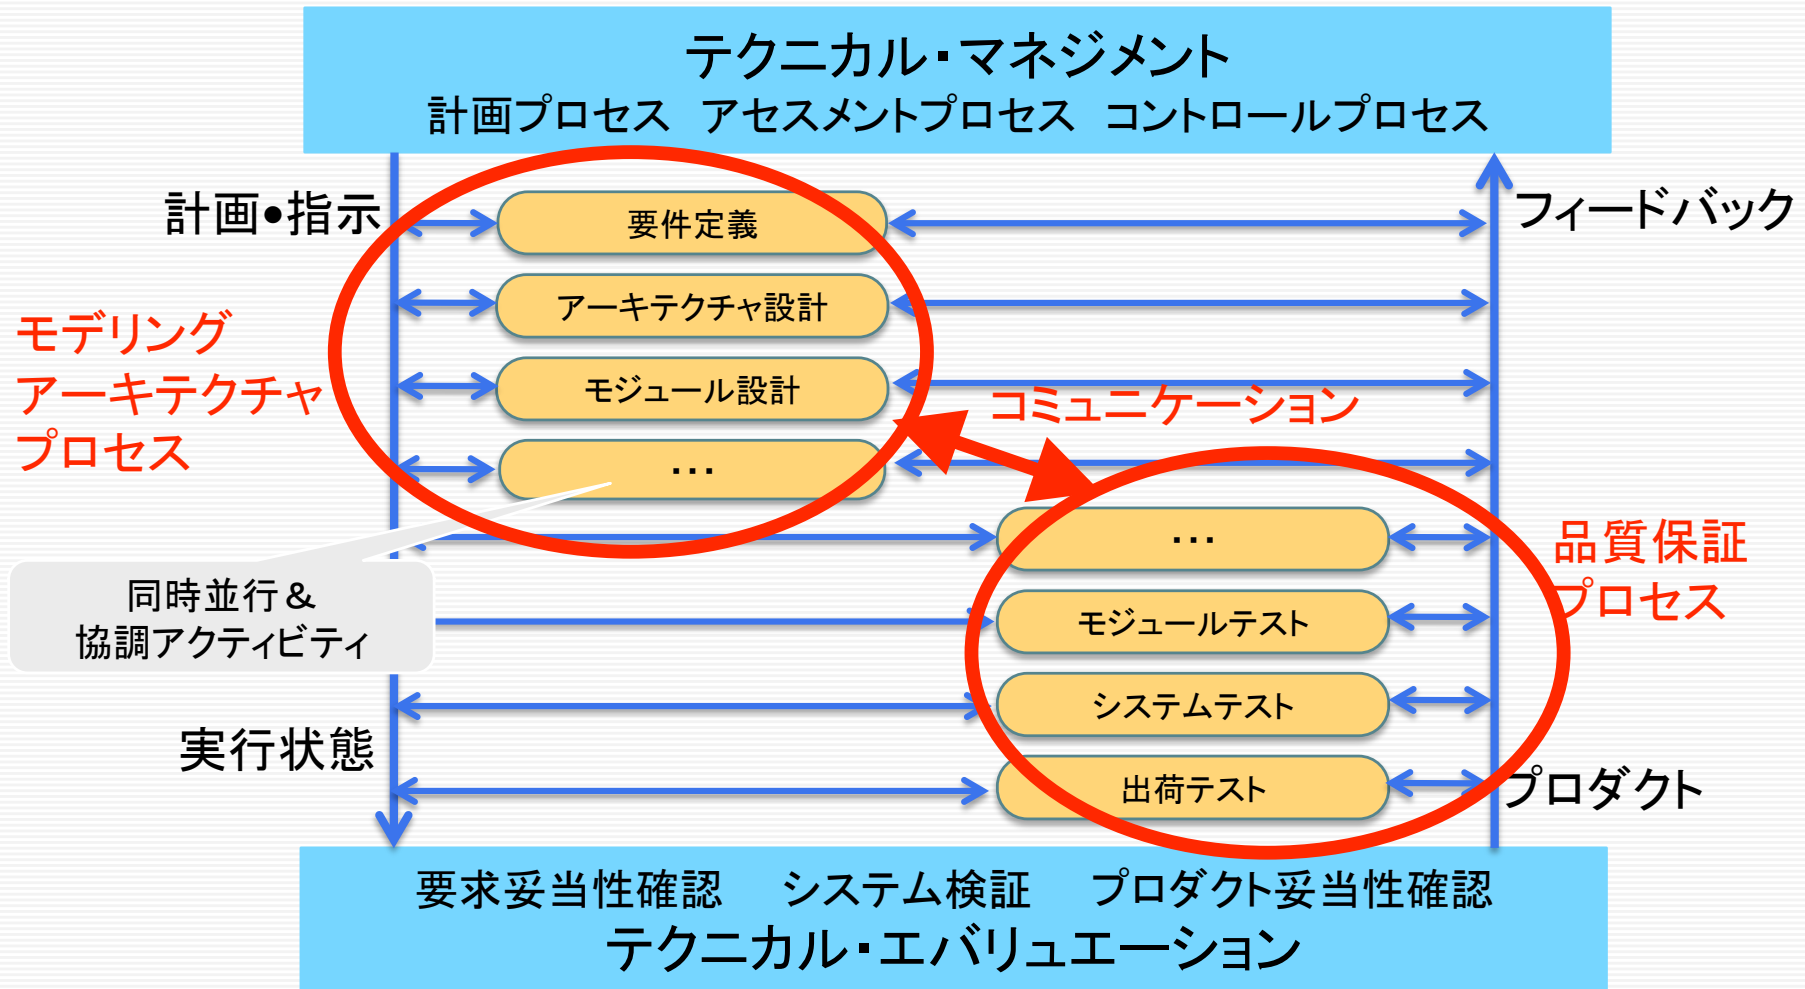 テクニカル・マネジメント
計画プロセス　アセスメントプロセス　コントロールプロセス
計画●指示
要件定義
フィードバック
アーキテクチャ設計
モデリング
アーキテクチャ
プロセス
モジュール設計
コミュニケーション
・・・
・・・
品質保証
プロセス
同時並行＆
協調アクティビティ
モジュールテスト
システムテスト
実行状態
出荷テスト
プロダクト
要求妥当性確認　システム検証　プロダクト妥当性確認
テクニカル・エバリュエーション